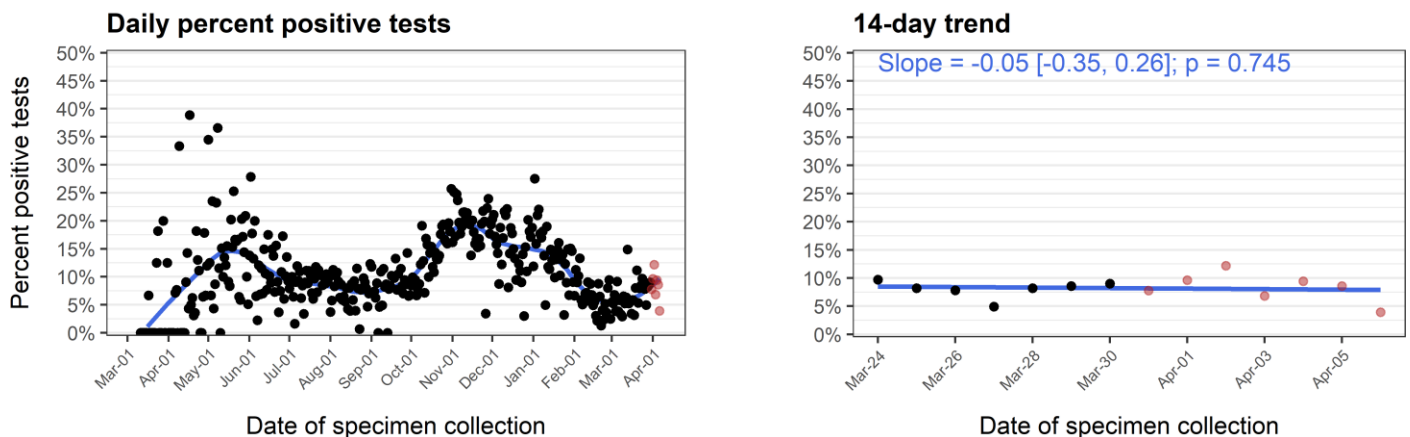 Daily percent positive tests
Percent positive tests
50%
45%
40%
35%
30%
25%
20%
15%
10%
5%
0%
Mar-01
Apr-01
May-01
Jun-01
Jul-01
Aug-01
Sep-01
Oct-01
Nov-01
Dec-01
Jan-01
Feb-01
Mar-01
Apr-01
Date of specimen collection
14-day trend
Slope = -0.05 [-0.35, 0.26]; p = 0.745
50%
45%
40%
35%
30%
25%
20%
15%
10%
5%
0%
Mar-24
Mar-26
Mar-28
Mar-30
Apr-01
Apr-03
Apr-05
Date of specimen collection